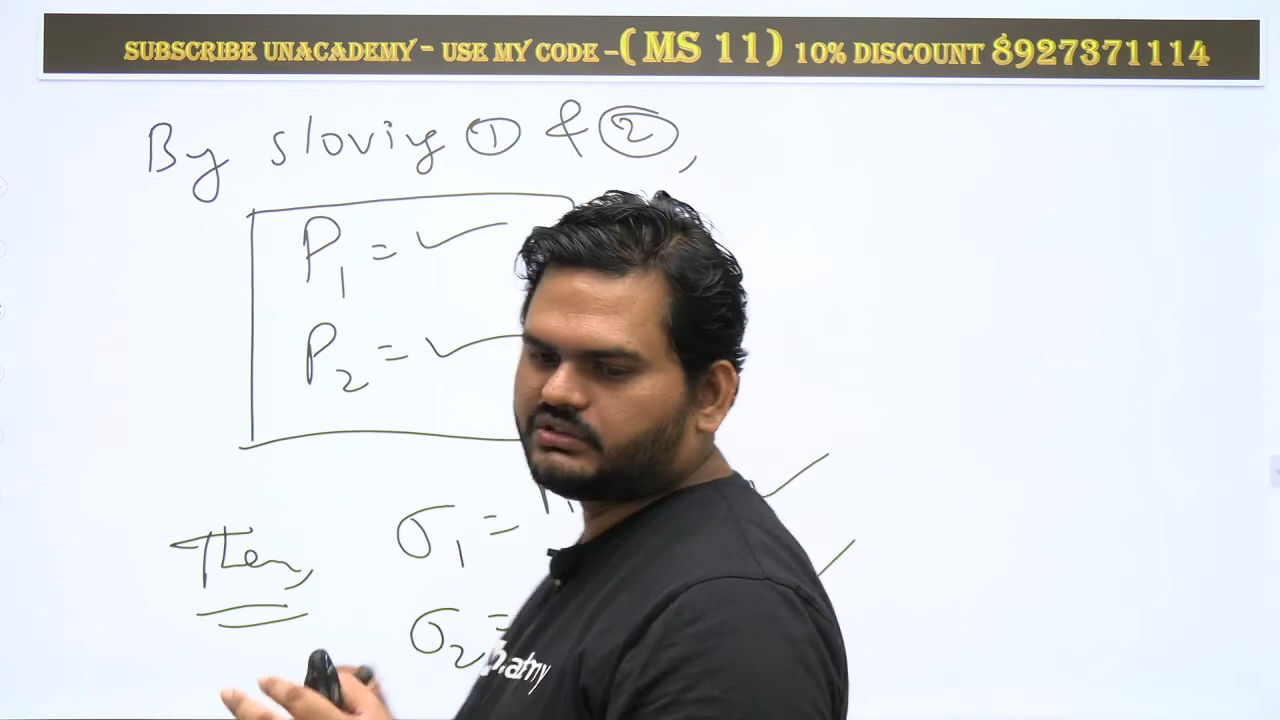 SUBSCRIBE UNACADEMY - USE MY CODE -( MS 11) 10% DISCOUNT 8927371114
By sloving ① & ②,
P1 = ✓
P2 = ✓
Then, σ1 =
σ2 =